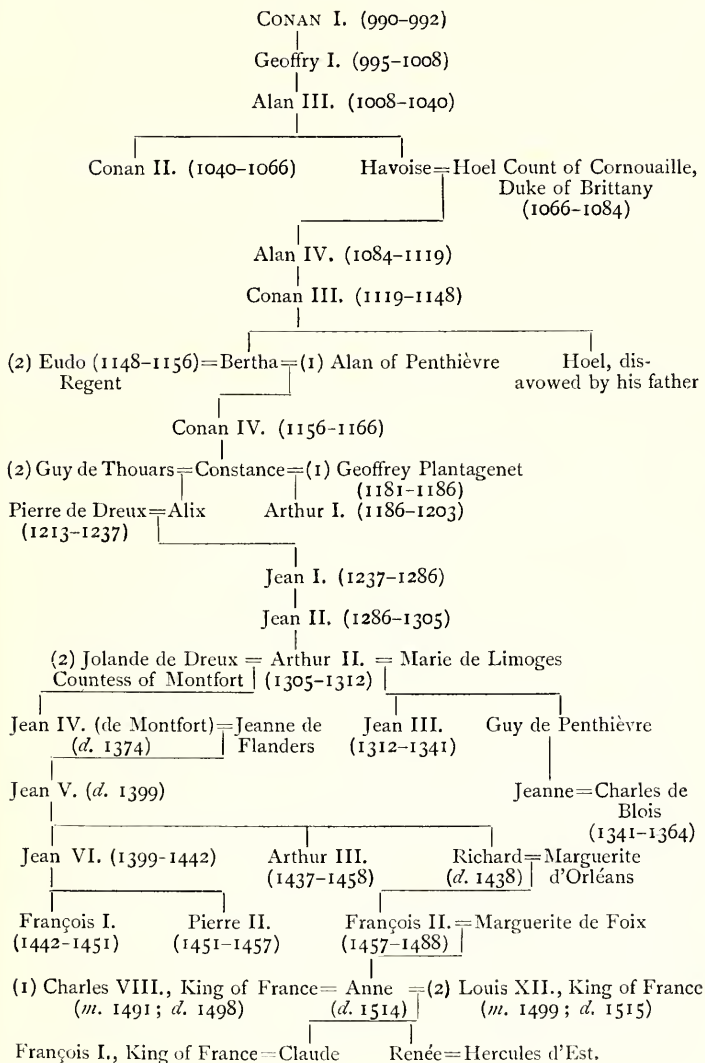 CONAN I. (990–992)
Geoffry I. (995–1008)
Alan III. (1008–1040)
Conan II. (1040–1066) Havoise=Hoel Count of Cornouaille,
Duke of Brittany
(1066–1084)
Alan IV. (1084–1119)
Conan III. (1119–1148)
(2) Eudo (1148–1156)=Bertha=(1) Alan of Penthièvre Hoel, dis-
Regent avowed by his father
Conan IV. (1156–1166)
(2) Guy de Thouars=Constance=(1) Geoffrey Plantagenet
(1181–1186)
Pierre de Dreux=Alix Arthur I. (1186–1203)
(1213–1237)
Jean I. (1237–1286)
Jean II. (1286–1305)
(2) Jolande de Dreux = Arthur II. = Marie de Limoges
Countess of Montfort (1305–1312)
Jean IV. (de Montfort)=Jeanne de Jean III. Guy de Penthièvre
(d. 1374) Flanders (1312–1341)
Jean V. (d. 1399) Jeanne=Charles de
Blois
(1341–1364)
Jean VI. (1399–1442) Arthur III. Richard=Marguerite
(1437–1458) (d. 1438) d'Orléans
François I. Pierre II. François II.=Marguerite de Foix
(1442–1451) (1451–1457) (1457–1488)
(1) Charles VIII., King of France= Anne =(2) Louis XII., King of France
(m. 1491; d. 1498) (d. 1514) (m. 1499; d. 1515)
François I., King of France=Claude Renée=Hercules d'Est.